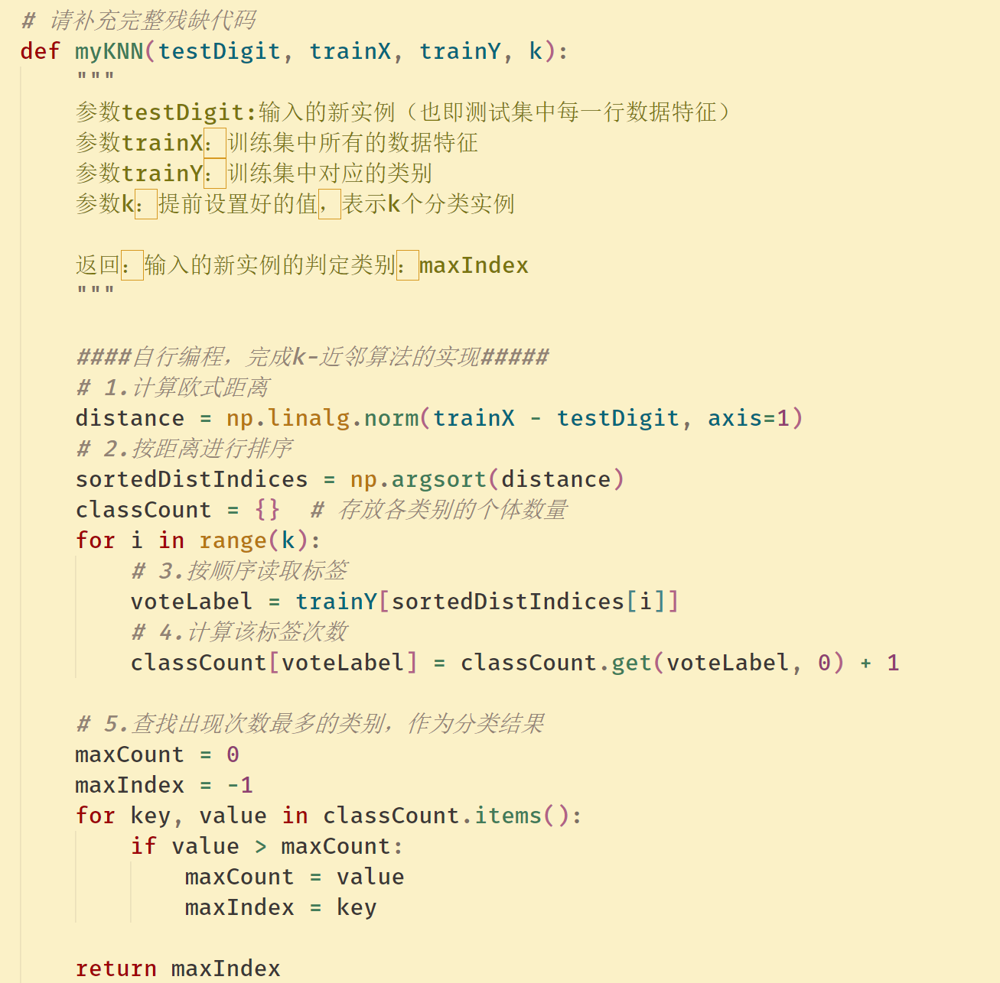 # 请补充完整残缺代码
def myKNN(testDigit, trainX, trainY, k):
    """
    参数testDigit:输入的新实例（也即测试集中每一行数据特征）
    参数trainX：训练集中所有的数据特征
    参数trainY：训练集中对应的类别
    参数k：提前设置好的值，表示k个分类实例

    返回：输入的新实例的判定类别：maxIndex
    """

    ####自行编程，完成k-近邻算法的实现#####
    # 1.计算欧式距离
    distance = np.linalg.norm(trainX - testDigit, axis=1)
    # 2.按距离进行排序
    sortedDistIndices = np.argsort(distance)
    classCount = {}  # 存放各类别的个体数量
    for i in range(k):
        # 3.按顺序读取标签
        voteLabel = trainY[sortedDistIndices[i]]
        # 4.计算该标签次数
        classCount[voteLabel] = classCount.get(voteLabel, 0) + 1

    # 5.查找出现次数最多的类别，作为分类结果
    maxCount = 0
    maxIndex = -1
    for key, value in classCount.items():
        if value > maxCount:
            maxCount = value
            maxIndex = key

    return maxIndex